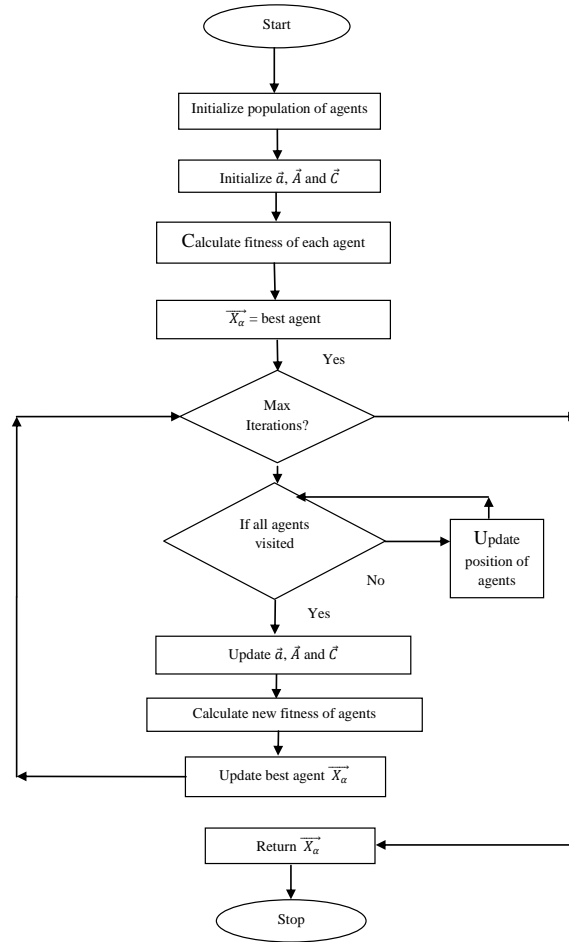 Start
Initialize population of agents
Initialize a⃗, A⃗ and C⃗
Calculate fitness of each agent
X⃗α = best agent
Yes
Max
Iterations?
If all agents
visited
Update
position of
agents
No
Yes
Update a⃗, A⃗ and C⃗
Calculate new fitness of agents
Update best agent X⃗α
Return X⃗α
Stop